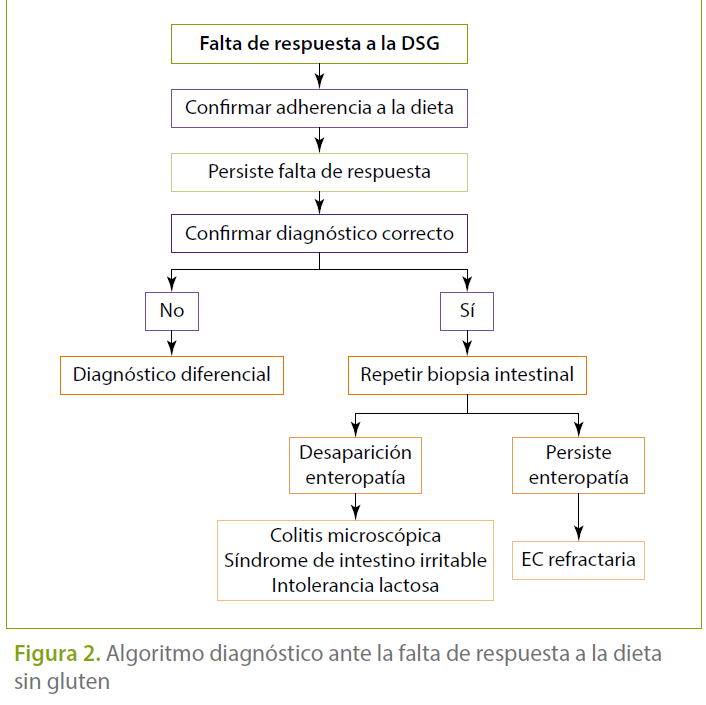 Falta de respuesta a la DSG
Confirmar adherencia a la dieta
Persiste falta de respuesta
Confirmar diagnóstico correcto
No
Sí
Diagnóstico diferencial
Repetir biopsia intestinal
Desaparición
enteropatía
Persiste
enteropatía
Colitis microscópica
Síndrome de intestino irritable
Intolerancia lactosa
EC refractaria
Figura 2. Algoritmo diagnóstico ante la falta de respuesta a la dieta
sin gluten